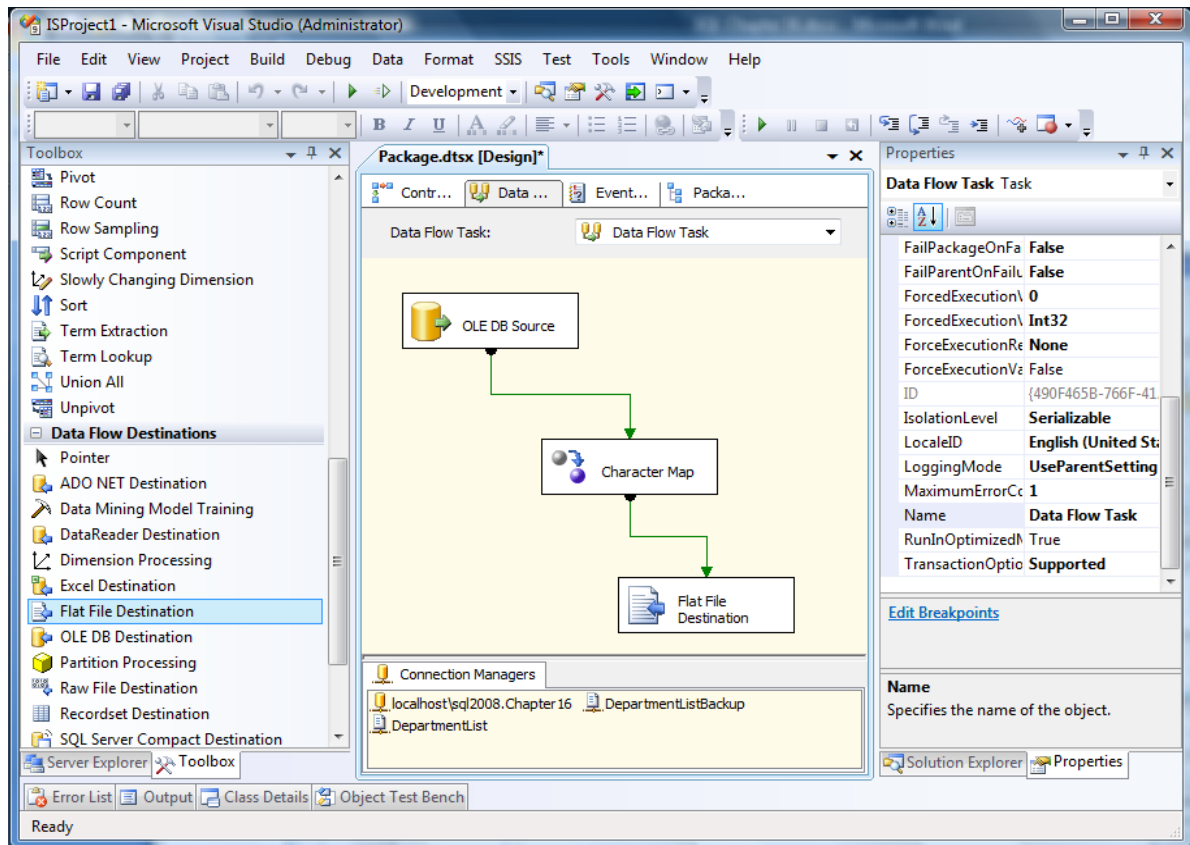 ISProject1 - Microsoft Visual Studio (Administrator)
File Edit View Project Build Debug Data Format SSIS Test Tools Window Help
Development
B I U A
Toolbox
Pivot
Row Count
Row Sampling
Script Component
Slowly Changing Dimension
Sort
Term Extraction
Term Lookup
Union All
Unpivot
Data Flow Destinations
Pointer
ADO NET Destination
Data Mining Model Training
DataReader Destination
Dimension Processing
Excel Destination
Flat File Destination
OLE DB Destination
Partition Processing
Raw File Destination
Recordset Destination
SQL Server Compact Destination
Server Explorer Toolbox
Package.dtsx [Design]*
Contr... Data ... Event... Packa...
Data Flow Task: Data Flow Task
OLE DB Source
Character Map
Flat File
Destination
Connection Managers
localhost\sql2008.Chapter16 DepartmentListBackup
DepartmentList
Properties
Data Flow Task Task
FailPackageOnFa False
FailParentOnFailu False
ForcedExecutionV 0
ForcedExecutionV Int32
ForceExecutionRe None
ForceExecutionVa False
ID {490F465B-766F-41
IsolationLevel Serializable
LocaleID English (United Sta
LoggingMode UseParentSetting
MaximumErrorCo 1
Name Data Flow Task
RunInOptimizedM True
TransactionOptio Supported
Edit Breakpoints
Name
Specifies the name of the object.
Solution Explorer Properties
Error List Output Class Details Object Test Bench
Ready